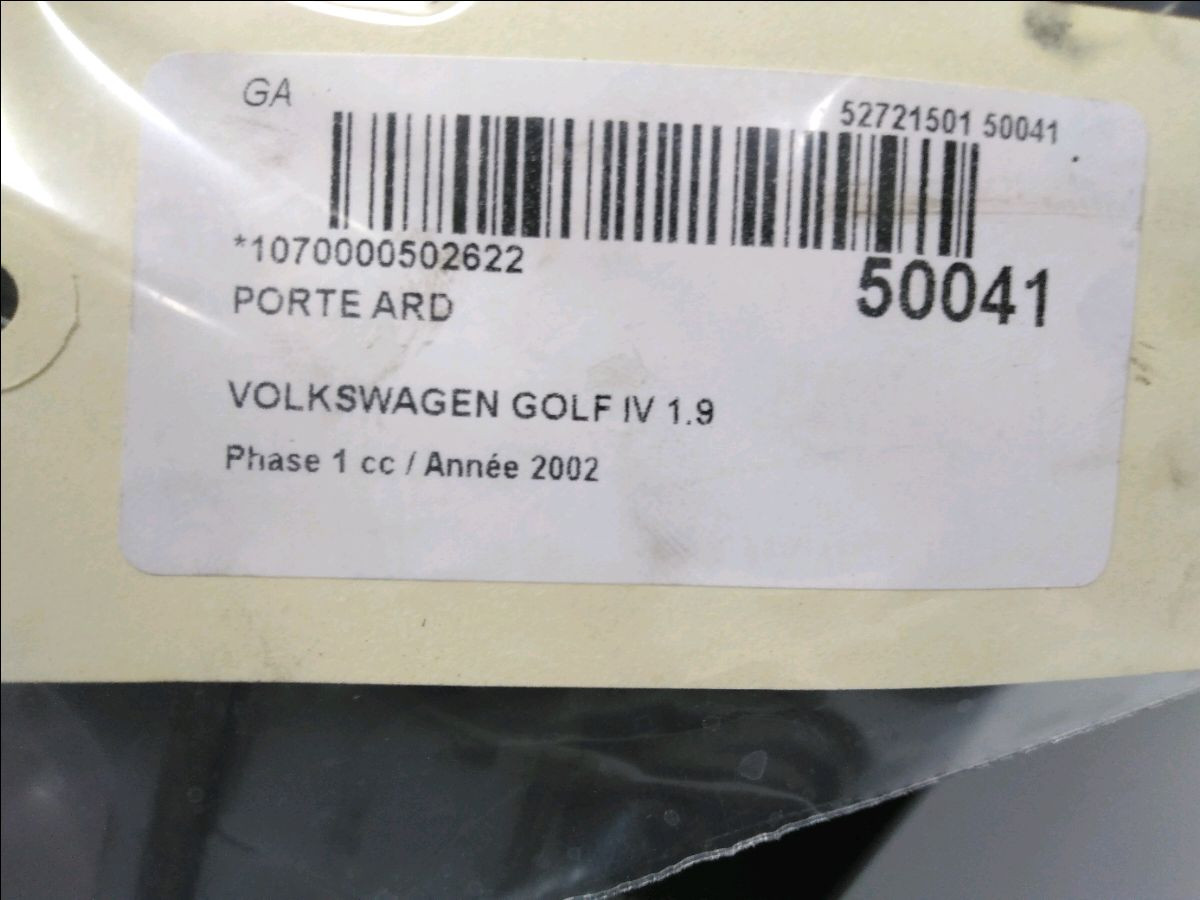 GA
52721501 50041
*1070000502622
50041
PORTE ARD
VOLKSWAGEN GOLF IV 1.9
Phase 1 cc / Année 2002